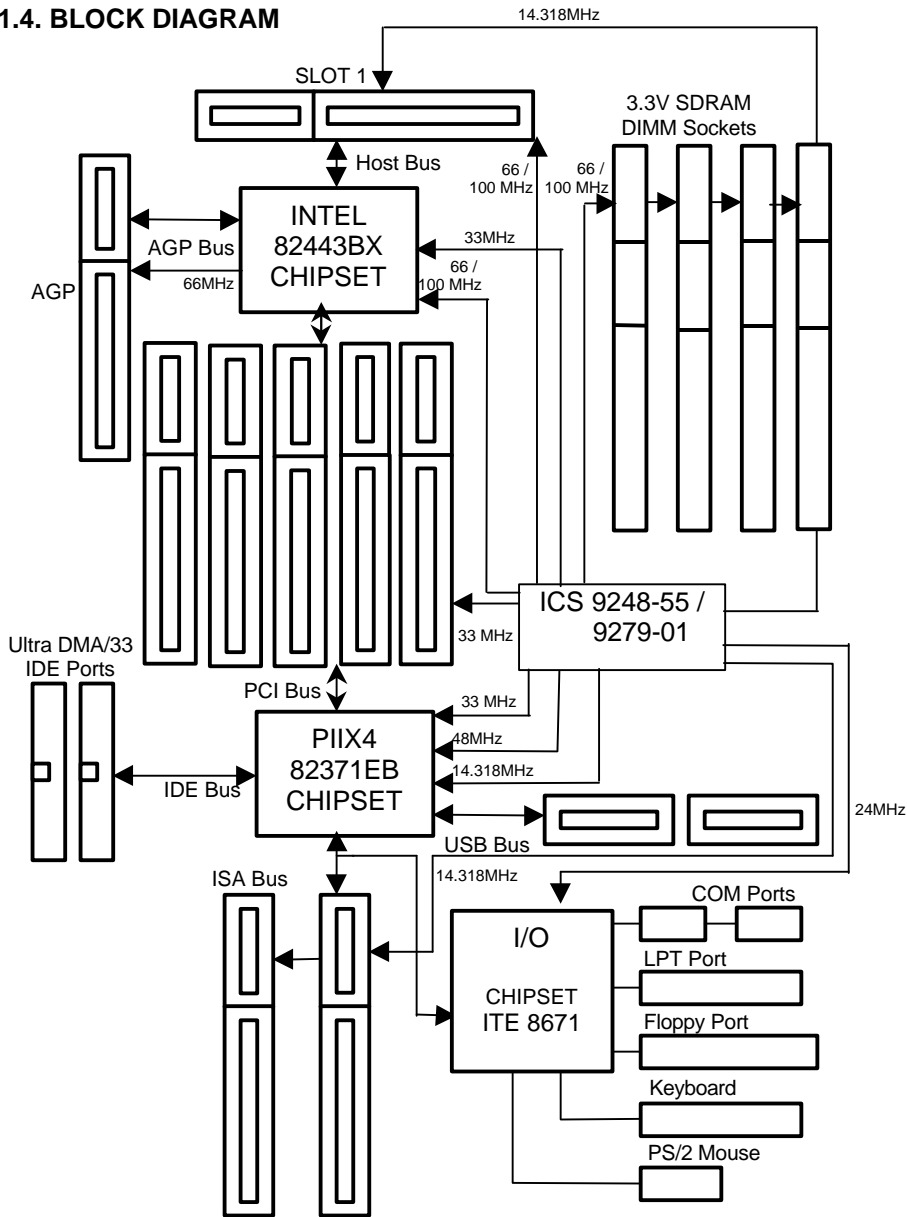 1.4. BLOCK DIAGRAM
14.318MHz
SLOT 1
3.3V SDRAM
DIMM Sockets
Host Bus
66 /
100 MHz
66 /
100 MHz
INTEL
82443BX
CHIPSET
AGP Bus
66MHz
AGP
33MHz
66 /
100 MHz
ICS 9248-55 /
9279-01
33 MHz
Ultra DMA/33
IDE Ports
PCI Bus
33 MHz
48MHz
14.318MHz
PIIX4
82371EB
CHIPSET
IDE Bus
24MHz
USB Bus
14.318MHz
ISA Bus
I/O
CHIPSET
ITE 8671
COM Ports
LPT Port
Floppy Port
Keyboard
PS/2 Mouse